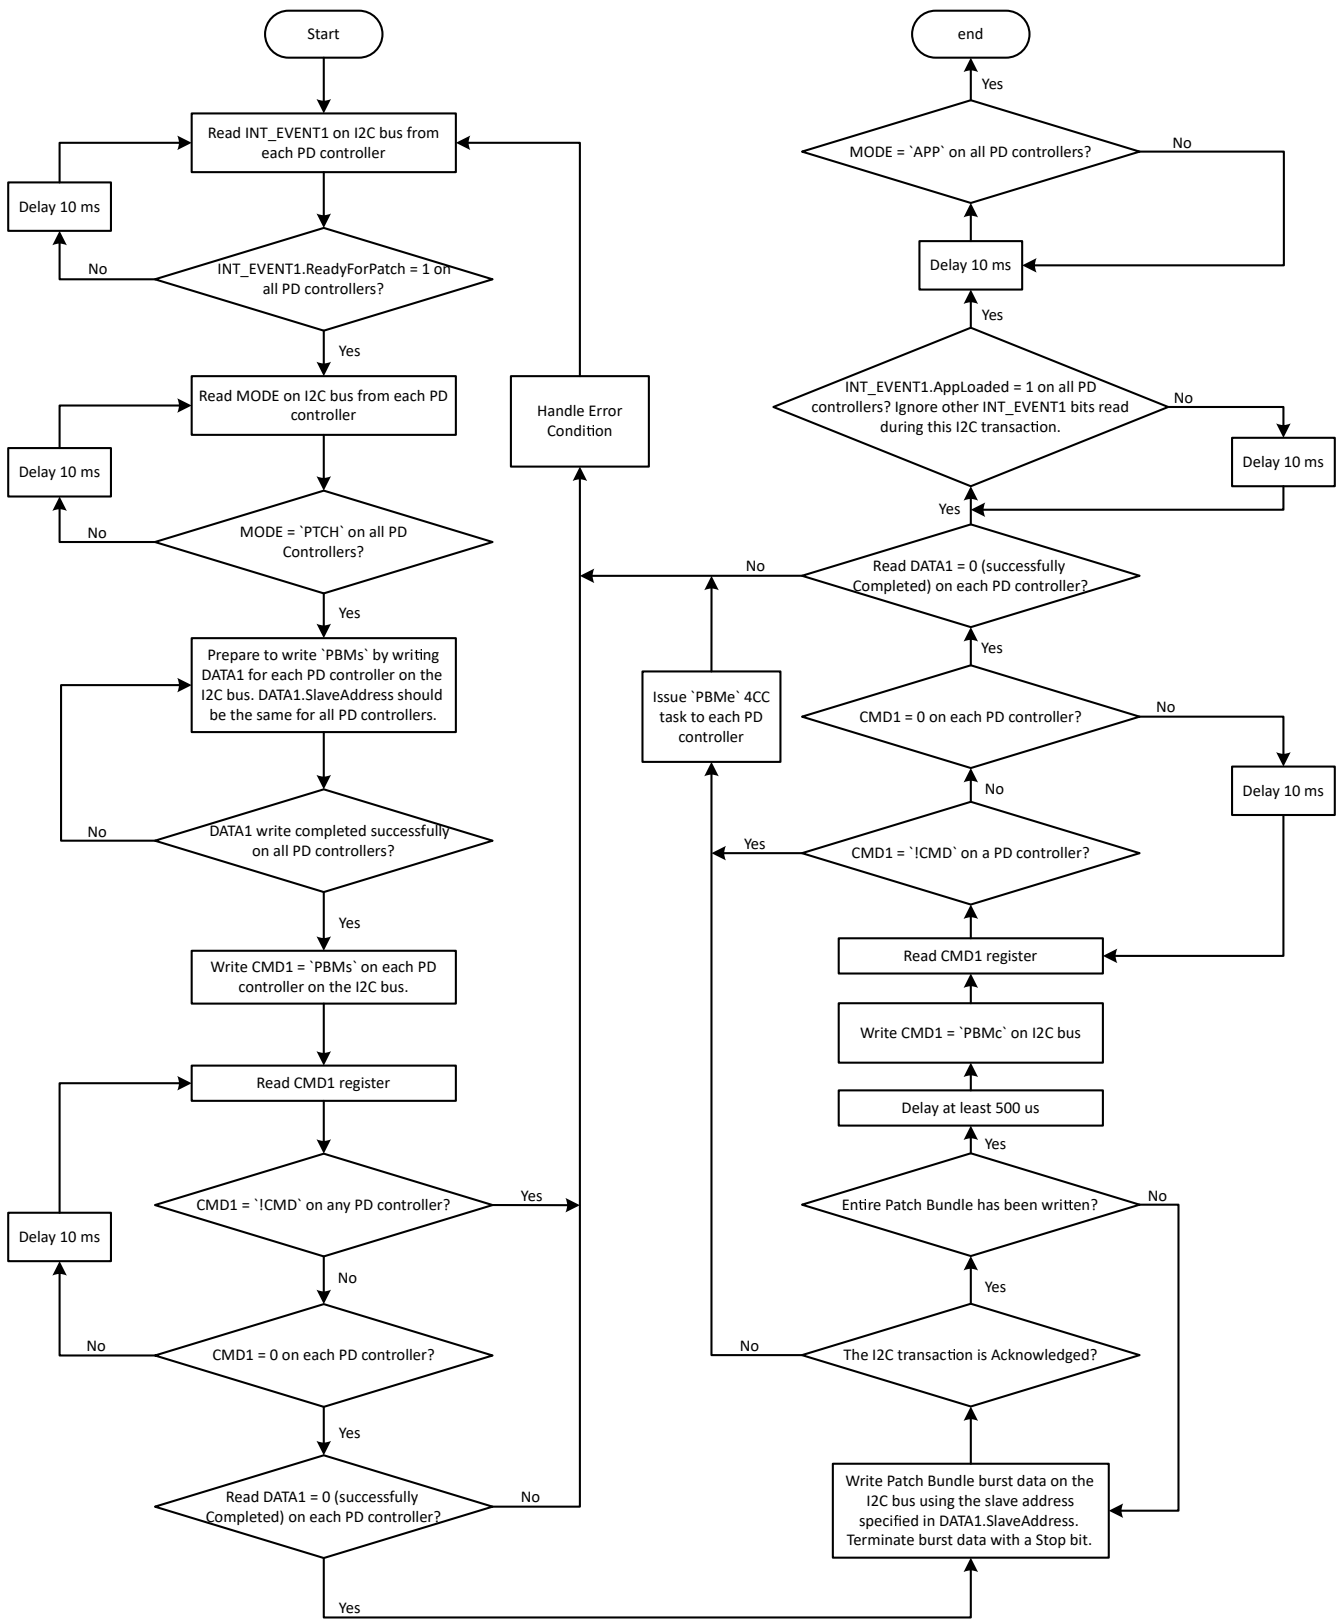 Start
Read INT_EVENT1 on I2C bus from
each PD controller
Delay 10 ms
No
INT_EVENT1.ReadyForPatch = 1 on
all PD controllers?
Yes
Read MODE on I2C bus from each PD
controller
Delay 10 ms
No
MODE = `PTCH` on all PD
Controllers?
Yes
Prepare to write `PBMs` by writing
DATA1 for each PD controller on the
I2C bus. DATA1.SlaveAddress should
be the same for all PD controllers.
No
DATA1 write completed successfully
on all PD controllers?
Yes
Write CMD1 = `PBMs` on each PD
controller on the I2C bus.
Read CMD1 register
CMD1 = `!CMD` on any PD controller?
Yes
Delay 10 ms
No
No
CMD1 = 0 on each PD controller?
Yes
Read DATA1 = 0 (successfully
Completed) on each PD controller?
No
Yes
Handle Error
Condition
Issue `PBMe` 4CC
task to each PD
controller
end
Yes
MODE = `APP` on all PD controllers?
No
Delay 10 ms
Yes
INT_EVENT1.AppLoaded = 1 on all PD
controllers? Ignore other INT_EVENT1 bits read
during this I2C transaction.
No
Delay 10 ms
Yes
No
Read DATA1 = 0 (successfully
Completed) on each PD controller?
Yes
CMD1 = 0 on each PD controller?
No
Delay 10 ms
No
Yes
CMD1 = `!CMD` on a PD controller?
Read CMD1 register
Write CMD1 = `PBMc` on I2C bus
Delay at least 500 us
Yes
Entire Patch Bundle has been written?
No
Yes
No
The I2C transaction is Acknowledged?
Write Patch Bundle burst data on the
I2C bus using the slave address
specified in DATA1.SlaveAddress.
Terminate burst data with a Stop bit.